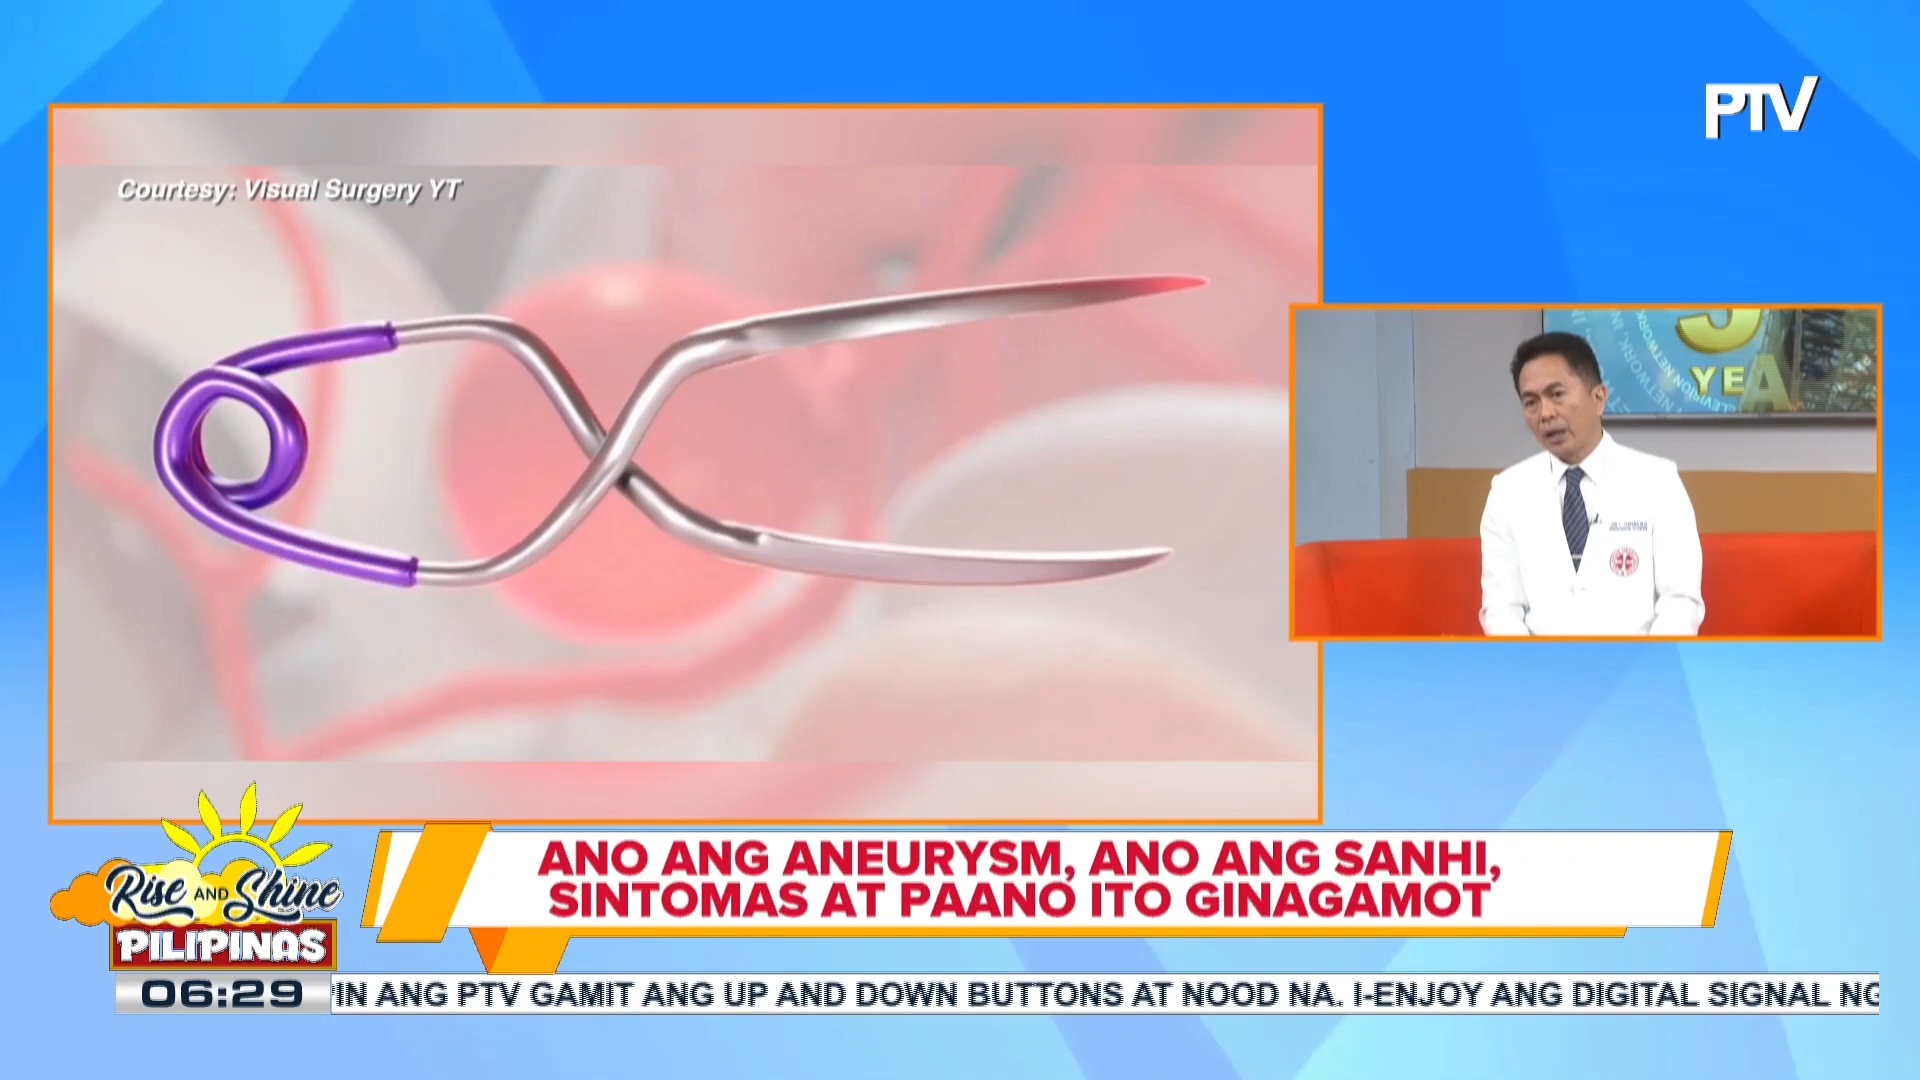 PTV
Courtesy: Visual Surgery YT
YEA
ANO ANG ANEURYSM, ANO ANG SANHI,
SINTOMAS AT PAANO ITO GINAGAMOT
Rise AND Shine
PILIPINAS
06:29
IN ANG PTV GAMIT ANG UP AND DOWN BUTTONS AT NOOD NA. I-ENJOY ANG DIGITAL SIGNAL NG